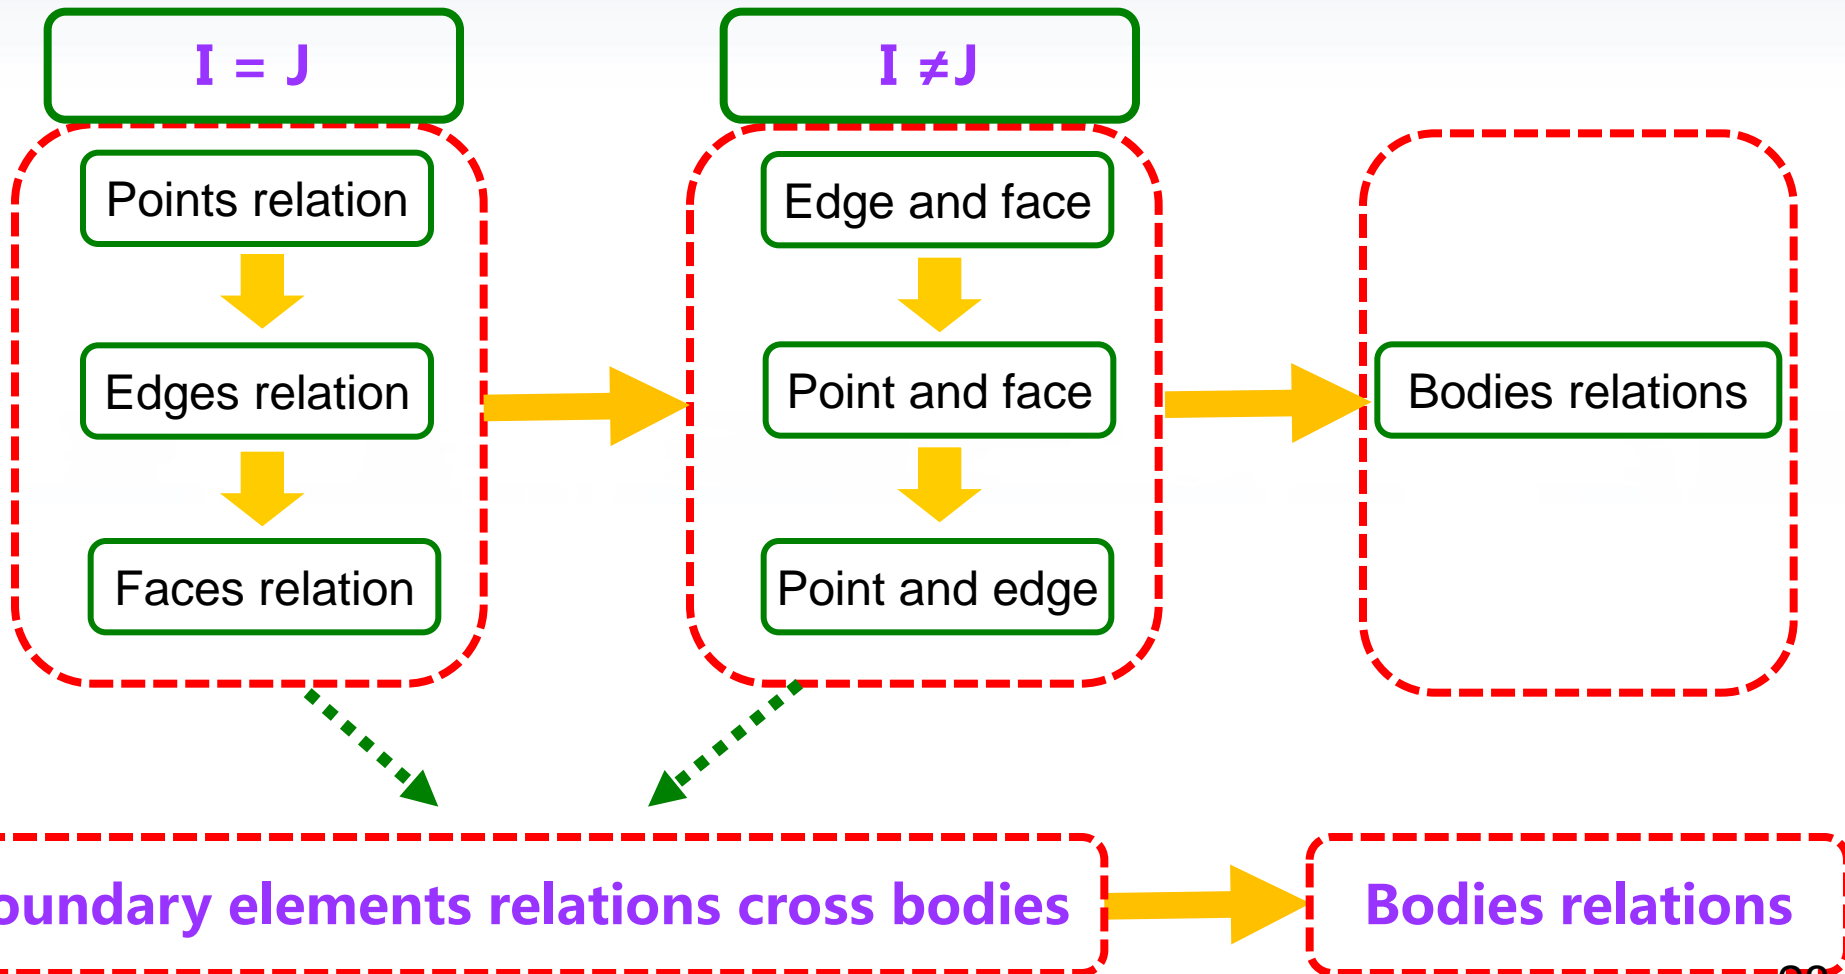 I = J
I ≠J
Points relation
Edge and face
Edges relation
Point and face
Bodies relations
Faces relation
Point and edge
oundary elements relations cross bodies
Bodies relations